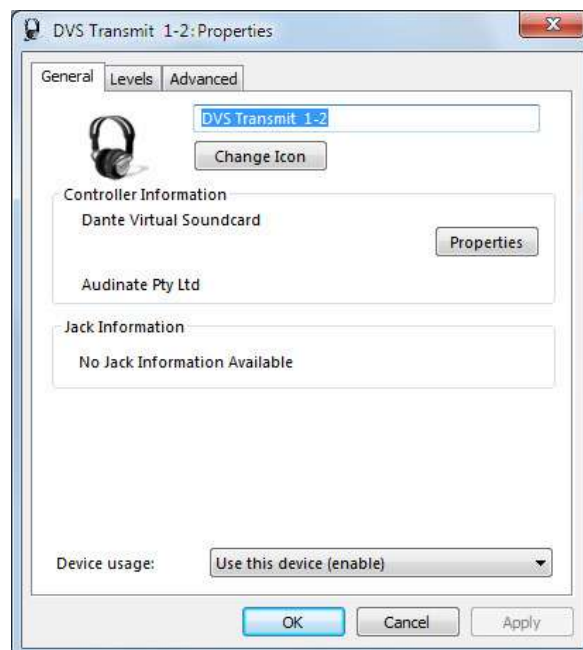 DVS Transmit 1-2: Properties
General Levels Advanced
DVS Transmit 1-2
Change Icon
Controller Information
Dante Virtual Soundcard
Properties
Audinate Pty Ltd
Jack Information
No Jack Information Available
Device usage: Use this device (enable)
OK Cancel Apply